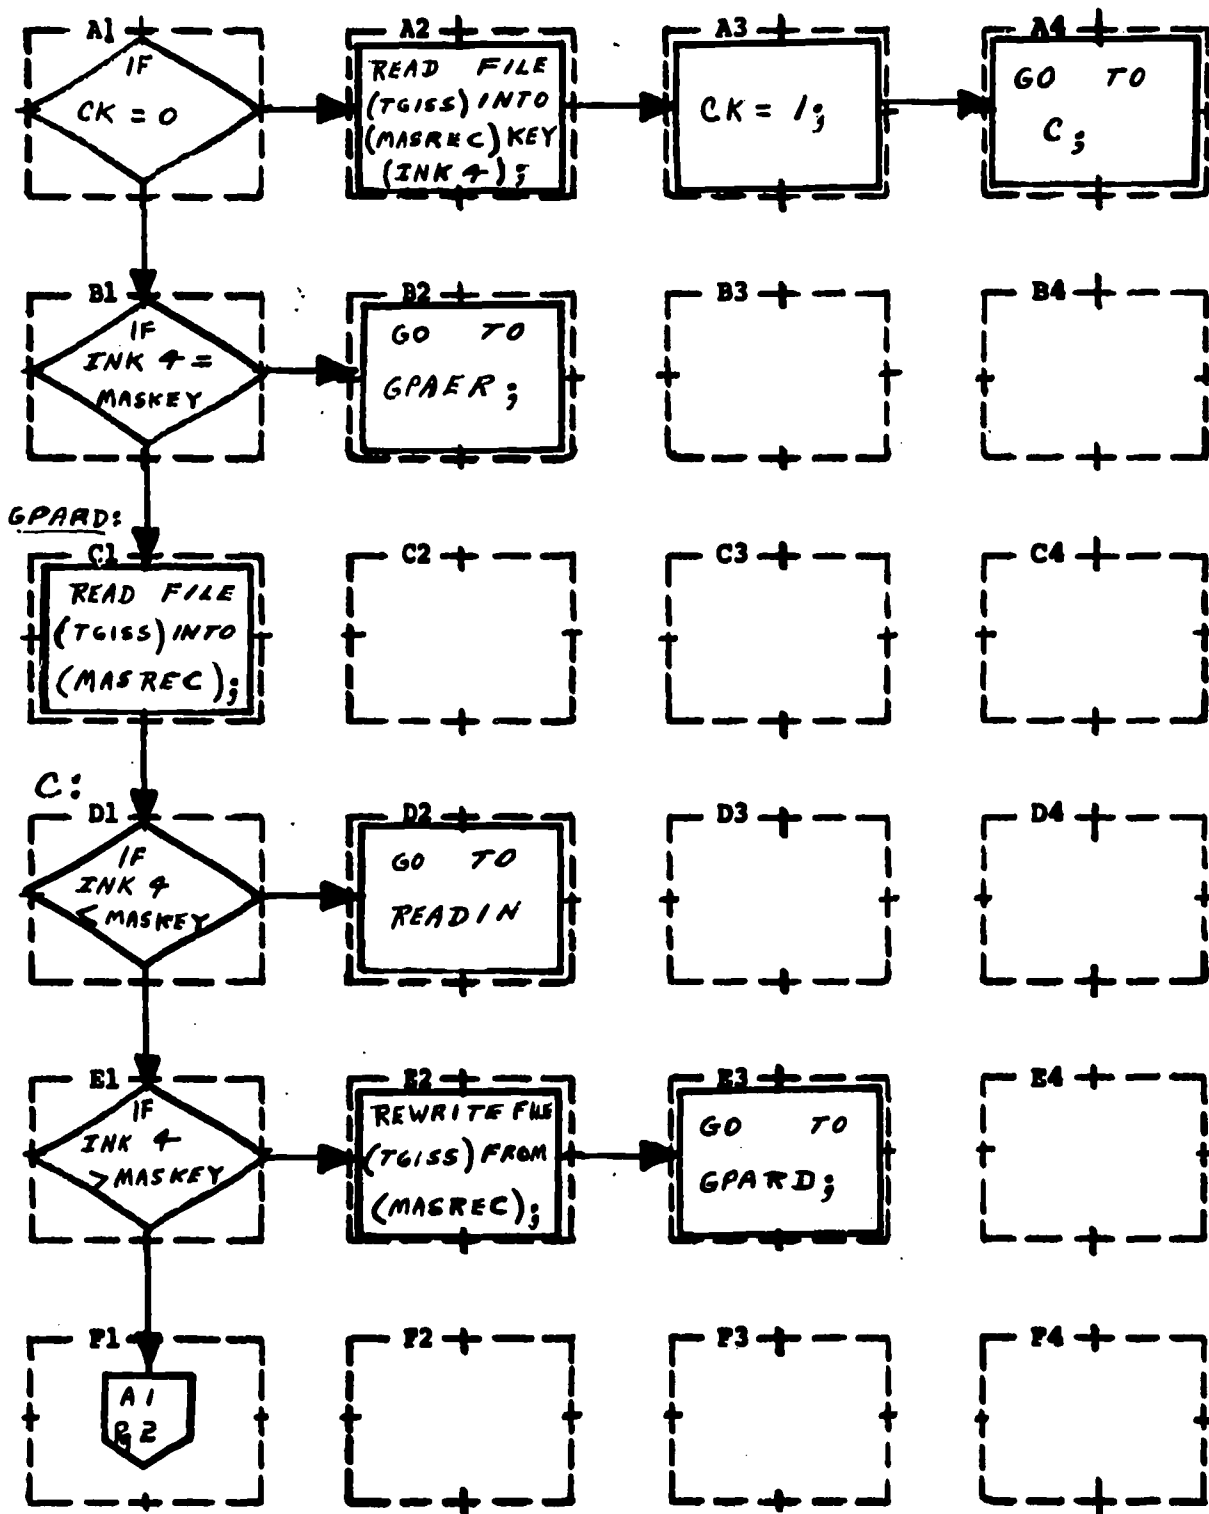 A1
IF
CK = 0
A2
READ FILE
(TGISS) INTO
(MASREC) KEY
(INK 4);
A3
CK = 1;
A4
GO TO
C;
B1
IF
INK 4 =
MASKEY
B2
GO TO
GPAER;
B3
B4
GPARD:
C1
READ FILE
(TGISS) INTO
(MASREC);
C2
C3
C4
C:
D1
IF
INK 4
< MASKEY
D2
GO TO
READIN
D3
D4
E1
IF
INK 4
> MASKEY
E2
REWRITE FILE
(TGISS) FROM
(MASREC);
E3
GO TO
GPARD;
E4
F1
A1
Pg 2
F2
F3
F4